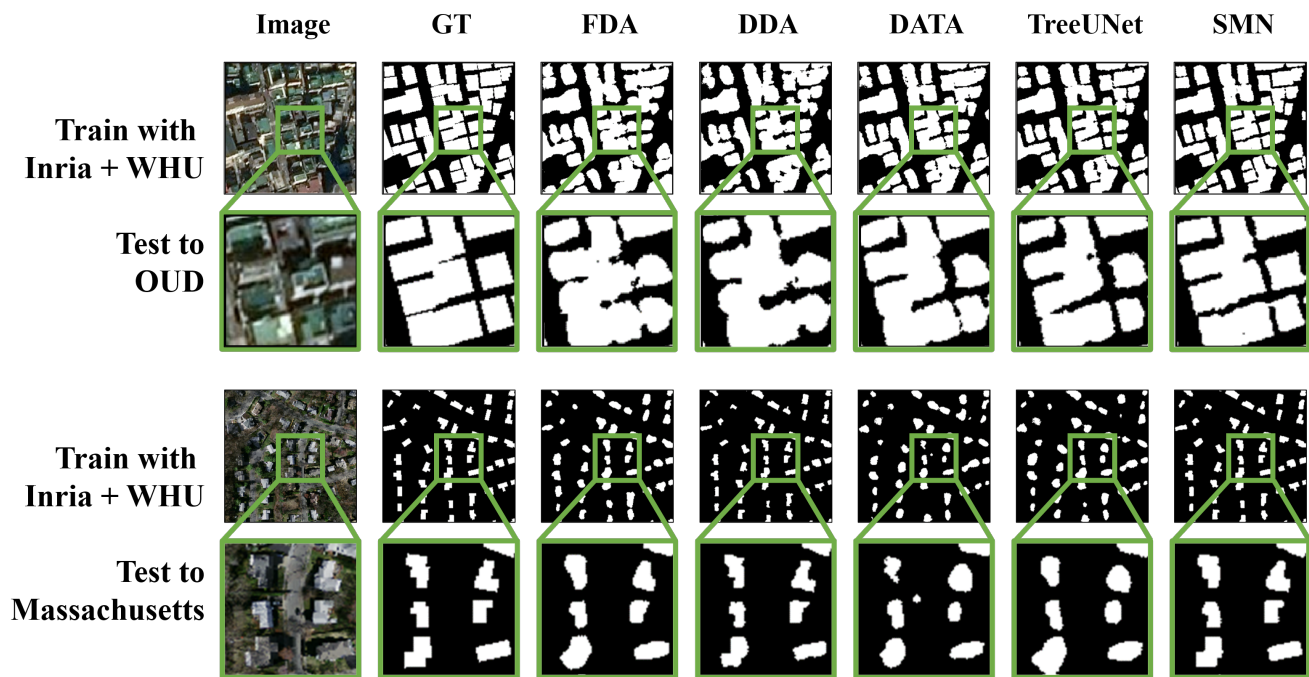 Image GT FDA DDA DATA TreeUNet SMN
Train with
Inria + WHU
Test to
OUD
Train with
Inria + WHU
Test to
Massachusetts